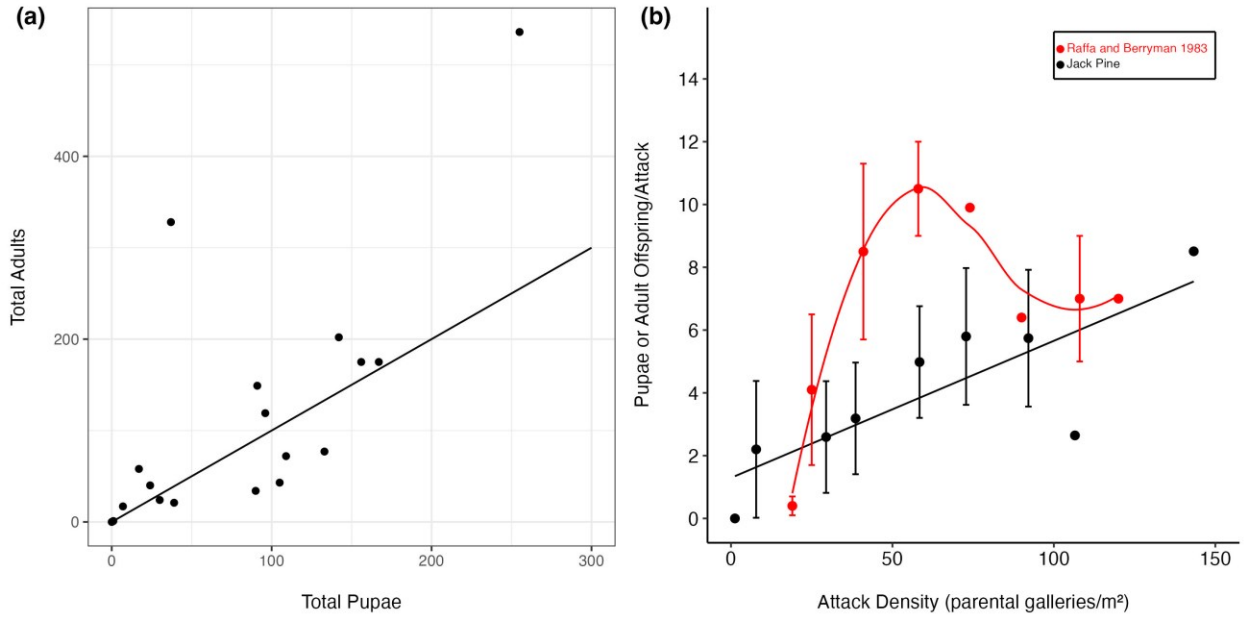 (a)
400
200
0
0
100
200
300
Total Adults
Total Pupae
(b)
Raffa and Berryman 1983
Jack Pine
14
12
10
8
6
4
2
0
0
50
100
150
Pupae or Adult Offspring/Attack
Attack Density (parental galleries/m²)